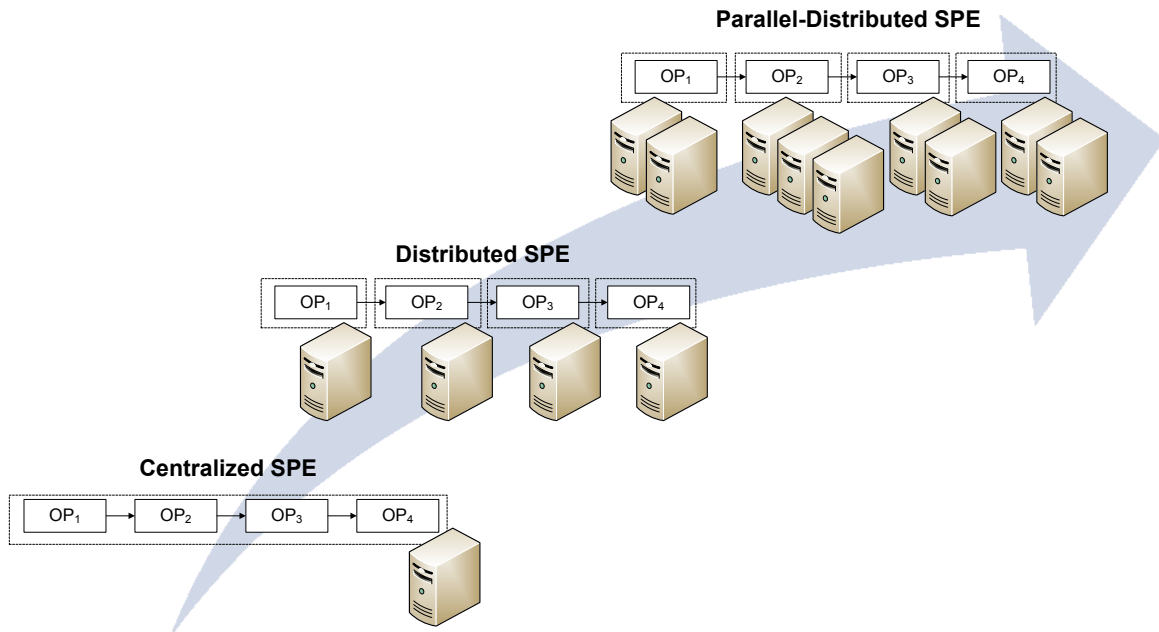 Parallel-Distributed SPE
OP₁ OP₂ OP₃ OP₄
Distributed SPE
OP₁ OP₂ OP₃ OP₄
Centralized SPE
OP₁ OP₂ OP₃ OP₄